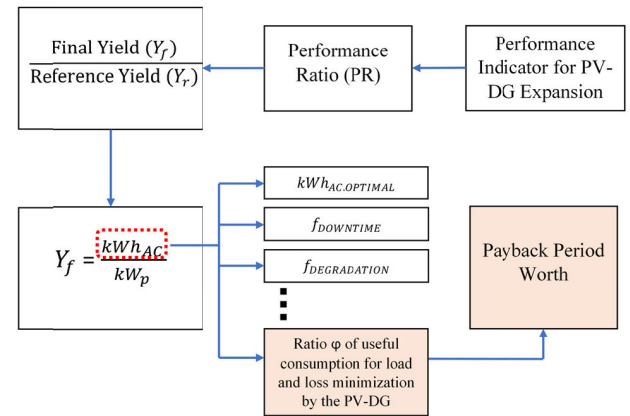 Final Yield (Y_f)
Reference Yield (Y_r)
Performance
Ratio (PR)
Performance
Indicator for PV-
DG Expansion
Y_f = kWh_AC
kW_p
kWh_AC.OPTIMAL
f_DOWNTIME
f_DEGRADATION
Ratio φ of useful
consumption for load
and loss minimization
by the PV-DG
Payback Period
Worth